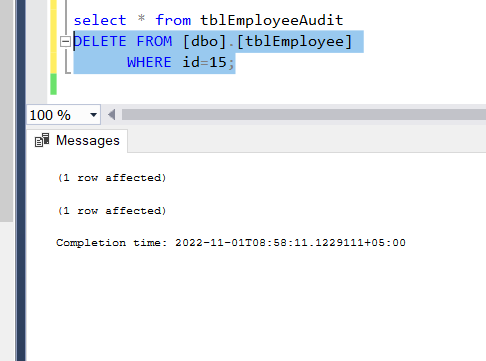 select * from tblEmployeeAudit
DELETE FROM [dbo].[tblEmployee]
WHERE id=15;
100 %
Messages
(1 row affected)
(1 row affected)
Completion time: 2022-11-01T08:58:11.1229111+05:00